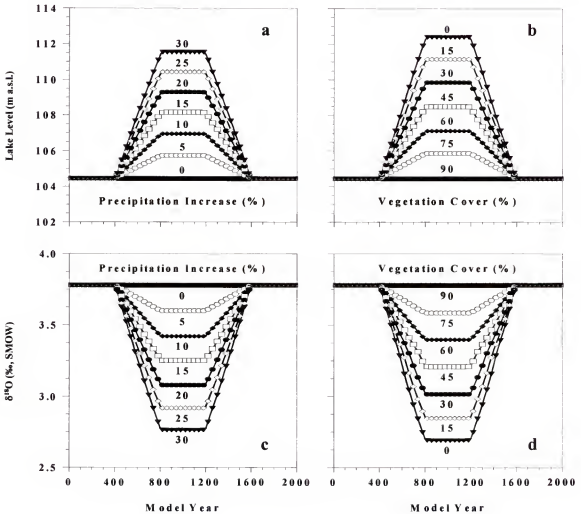 114
112
110
108
106
104
102
Lake Level (m a.s.l.)
a
30
25
20
15
10
5
0
Precipitation Increase (%)
b
0
15
30
45
60
75
90
Vegetation Cover (%)
4.0
3.5
3.0
2.5
δ¹⁸O (‰, SMOW)
Precipitation Increase (%)
0
5
10
15
20
25
30
c
0 400 800 1200 1600
Model Year
Vegetation Cover (%)
90
75
60
45
30
15
0
d
0 400 800 1200 1600 2000
Model Year